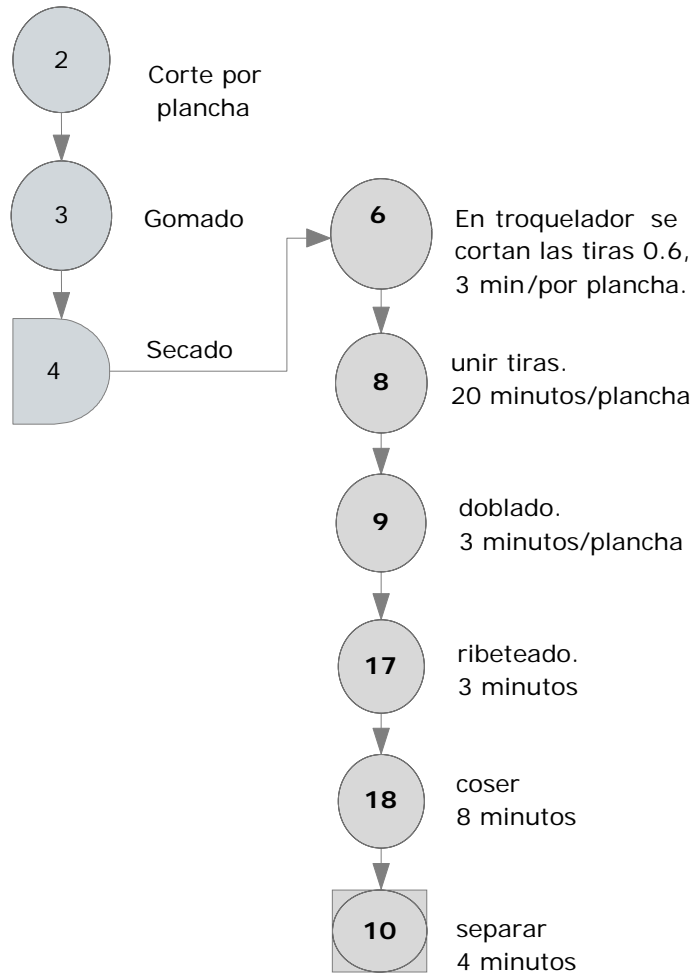 2
Corte por
plancha
3
Gomado
4
Secado
6
En troquelador se
cortan las tiras 0.6,
3 min/por plancha.
8
unir tiras.
20 minutos/plancha
9
doblado.
3 minutos/plancha
17
ribeteado.
3 minutos
18
coser
8 minutos
10
separar
4 minutos